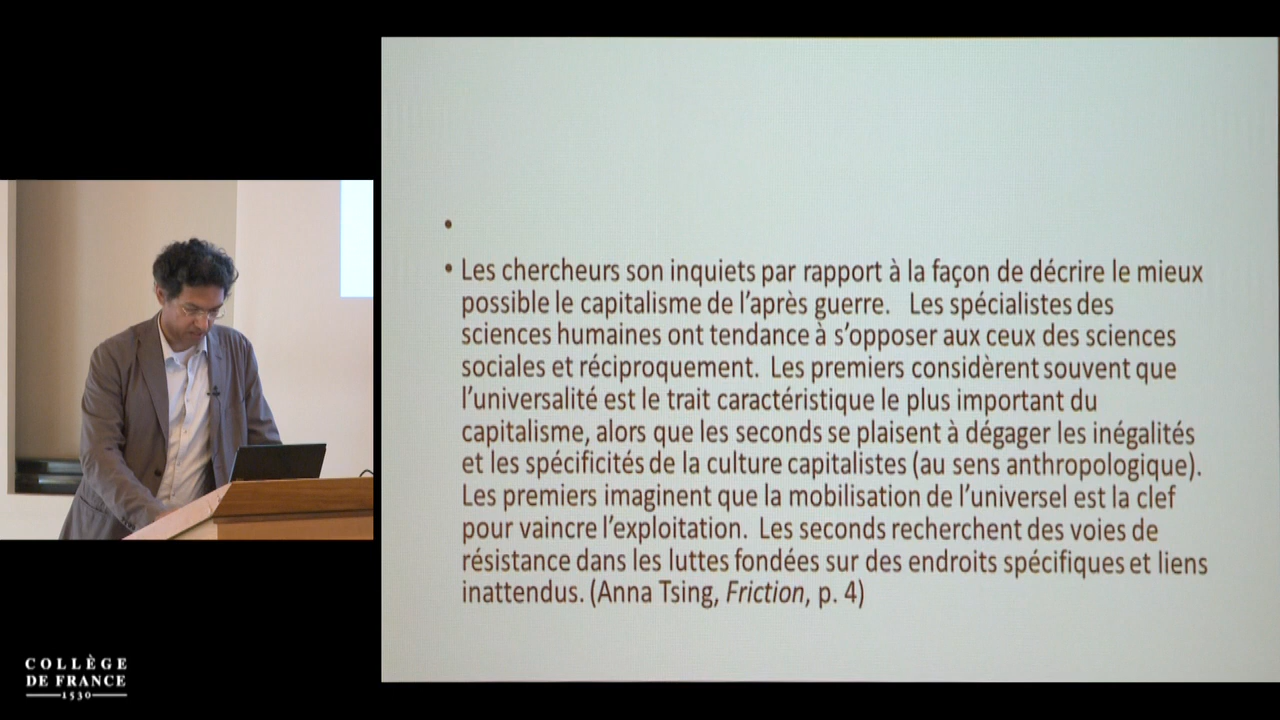 Les chercheurs son inquiets par rapport à la façon de décrire le mieux
possible le capitalisme de l'après guerre. Les spécialistes des
sciences humaines ont tendance à s'opposer aux ceux des sciences
sociales et réciproquement. Les premiers considèrent souvent que
l'universalité est le trait caractéristique le plus important du
capitalisme, alors que les seconds se plaisent à dégager les inégalités
et les spécificités de la culture capitalistes (au sens anthropologique).
Les premiers imaginent que la mobilisation de l'universel est la clef
pour vaincre l'exploitation. Les seconds recherchent des voies de
résistance dans les luttes fondées sur des endroits spécifiques et liens
inattendus. (Anna Tsing, Friction, p. 4)
COLLÈGE
DE FRANCE
1530